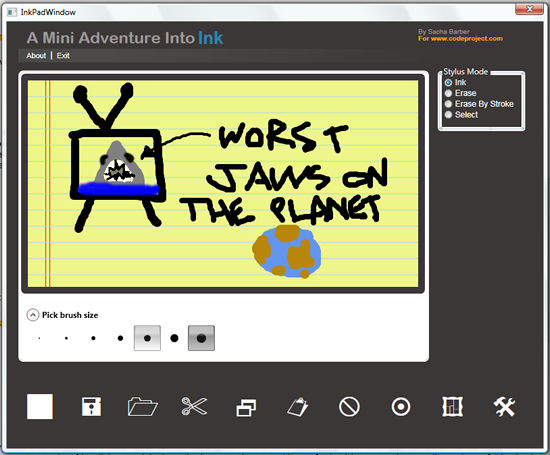 InkPadWindow
A Mini Adventure Into Ink
By Sacha Barber
For www.codeproject.com
About | Exit
Stylus Mode
Ink
Erase
Erase By Stroke
Select
WORST
JAWS ON
THE PLANET
Pick brush size